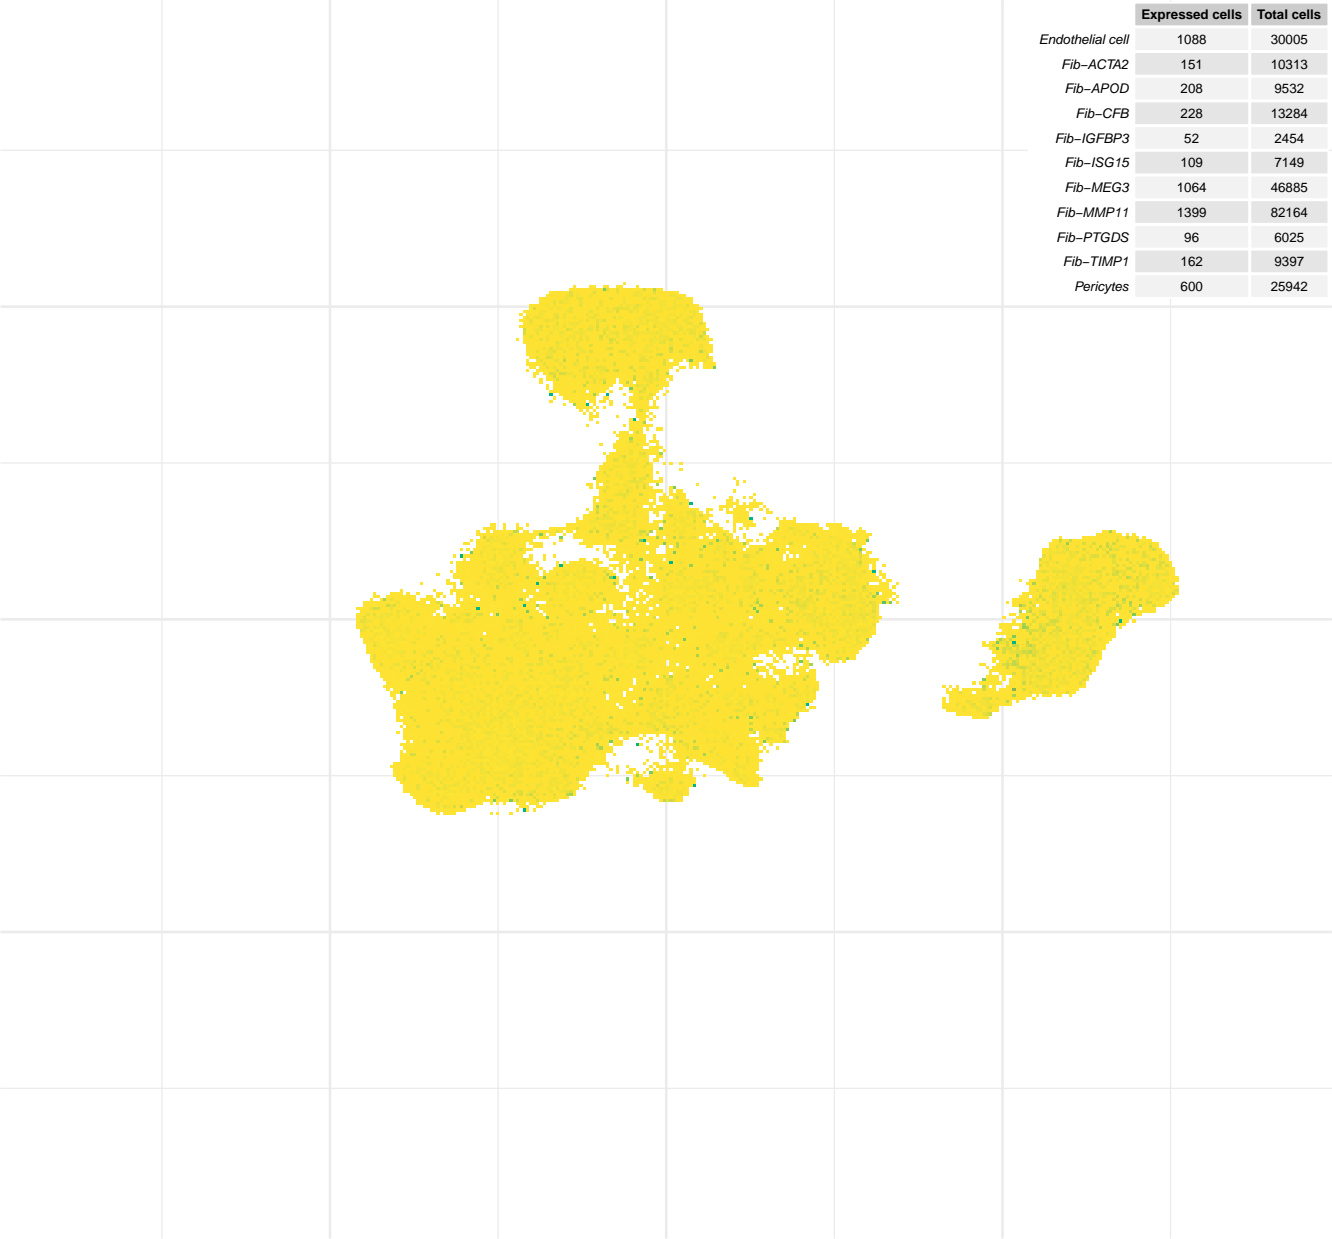 Expressed cells Total cells
Endothelial cell 1088 30005
Fib−ACTA2 151 10313
Fib−APOD 208 9532
Fib−CFB 228 13284
Fib−IGFBP3 52 2454
Fib−ISG15 109 7149
Fib−MEG3 1064 46885
Fib−MMP11 1399 82164
Fib−PTGDS 96 6025
Fib−TIMP1 162 9397
Pericytes 600 25942